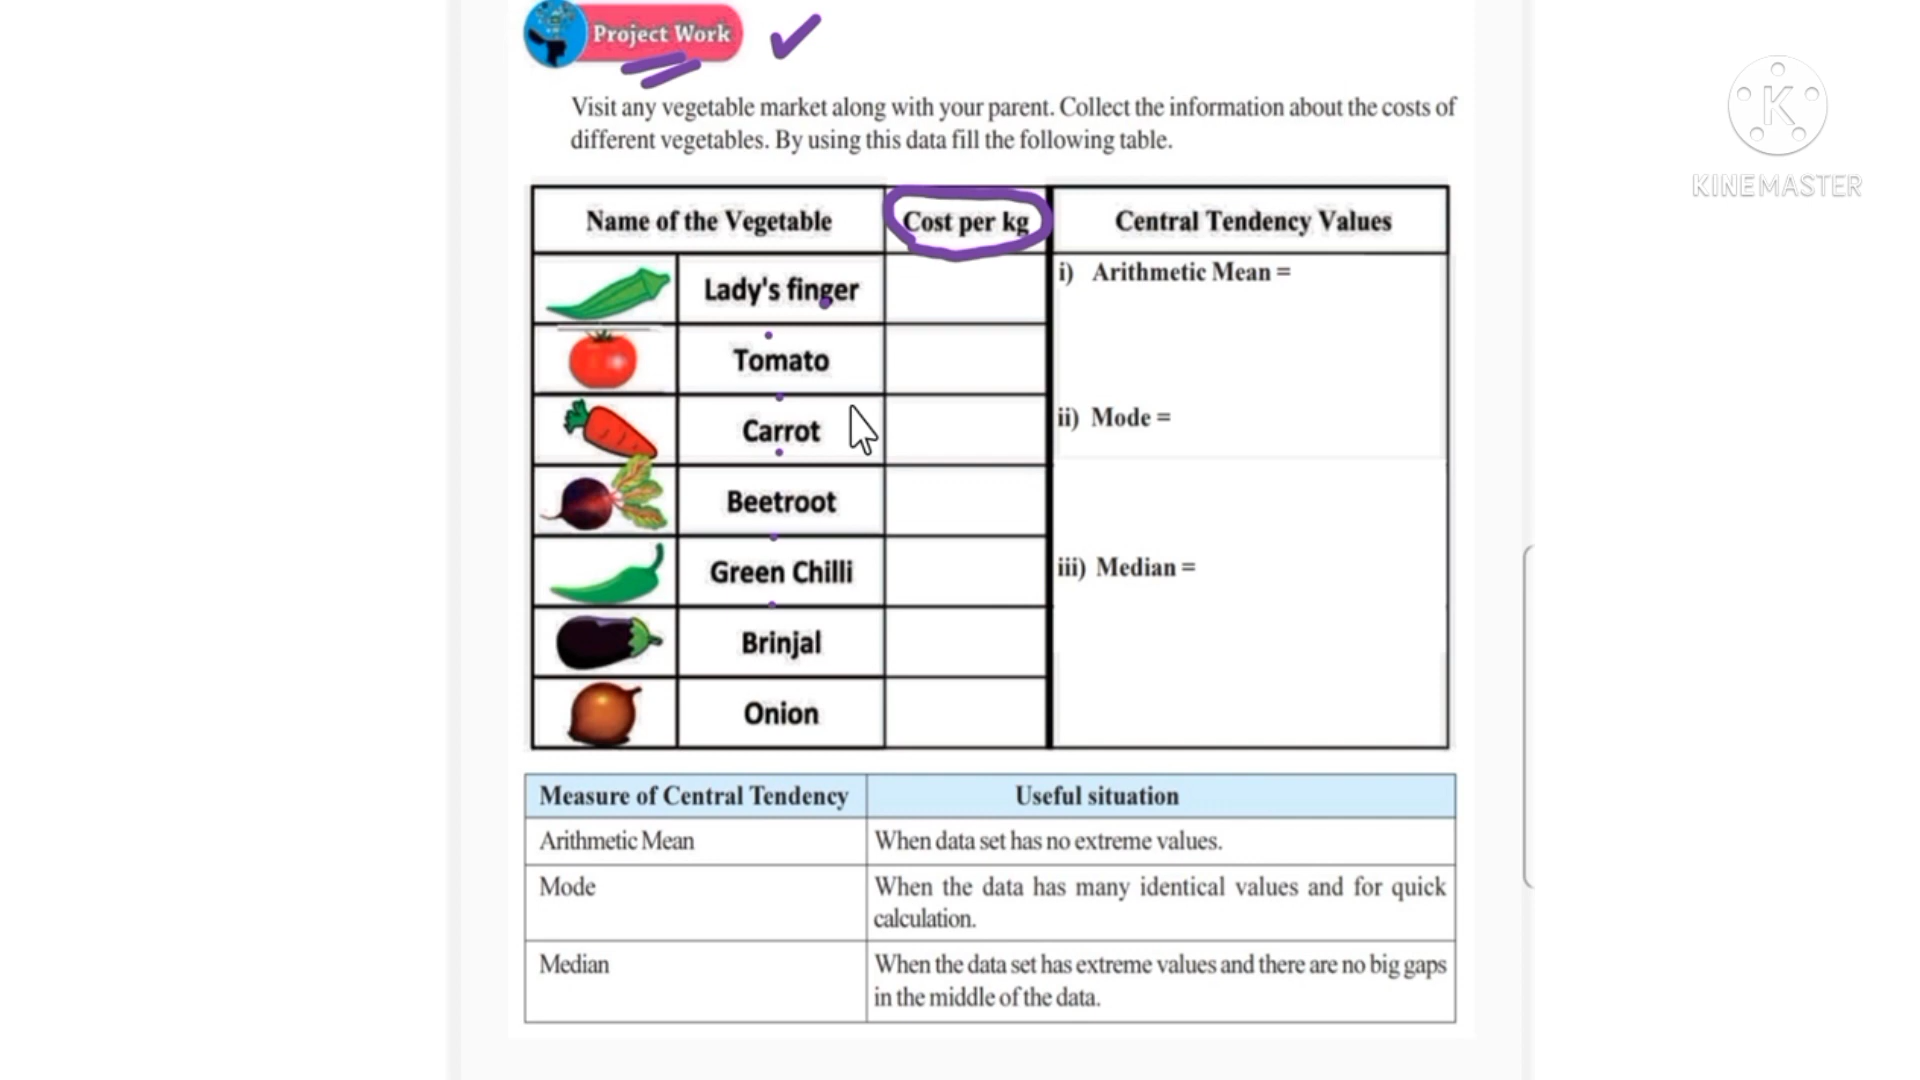 Project Work
Visit any vegetable market along with your parent. Collect the information about the costs of
different vegetables. By using this data fill the following table.
Name of the Vegetable Cost per kg Central Tendency Values
Lady's finger
i) Arithmetic Mean =
Tomato
Carrot
ii) Mode =
Beetroot
Green Chilli
iii) Median =
Brinjal
Onion
Measure of Central Tendency Useful situation
Arithmetic Mean When data set has no extreme values.
Mode When the data has many identical values and for quick
calculation.
Median When the data set has extreme values and there are no big gaps
in the middle of the data.
K
KINEMASTER